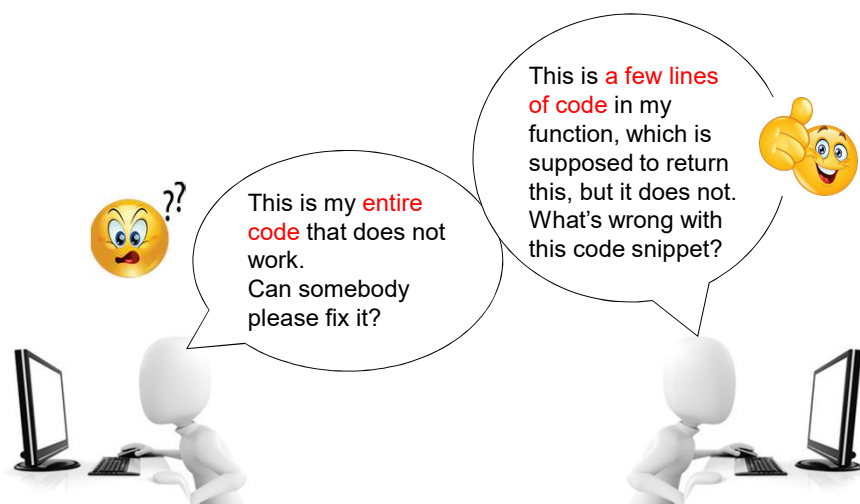 ??
This is my entire
code that does not
work.
Can somebody
please fix it?
This is a few lines
of code in my
function, which is
supposed to return
this, but it does not.
What's wrong with
this code snippet?